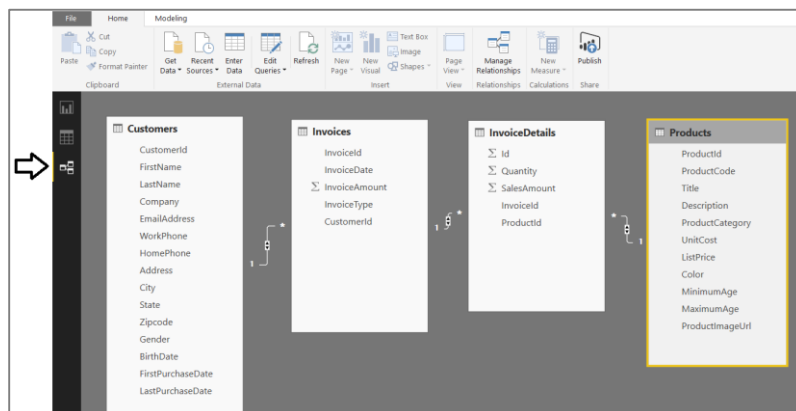 File Home Modeling
Paste
Cut
Copy
Format Painter
Get Data
Recent Sources
Enter Data
Edit Queries
Refresh
New Page
New Visual
Text Box
Image
Shapes
Page View
Manage Relationships
New Measure
Publish
Clipboard External Data Insert View Relationships Calculations Share
Customers
CustomerId
FirstName
LastName
Company
EmailAddress
WorkPhone
HomePhone
Address
City
State
Zipcode
Gender
BirthDate
FirstPurchaseDate
LastPurchaseDate
1 *
Invoices
InvoiceId
InvoiceDate
Σ InvoiceAmount
InvoiceType
CustomerId
1 *
InvoiceDetails
Σ Id
Σ Quantity
Σ SalesAmount
InvoiceId
ProductId
* 1
Products
ProductId
ProductCode
Title
Description
ProductCategory
UnitCost
ListPrice
Color
MinimumAge
MaximumAge
ProductImageUrl